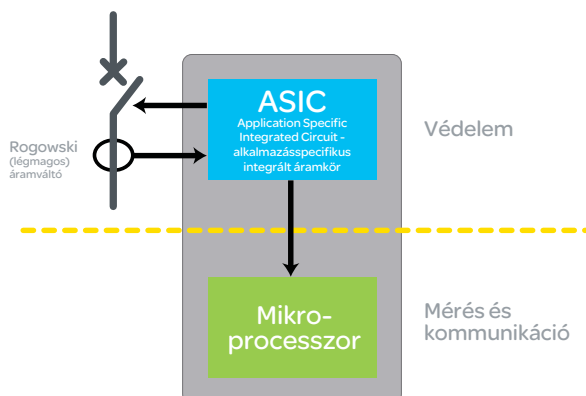 ASIC
Application Specific
Integrated Circuit -
alkalmazásspecifikus
integrált áramkör
Védelem
Rogowski
(légmagos)
áramváltó
Mikro-
processzor
Mérés és
kommunikáció